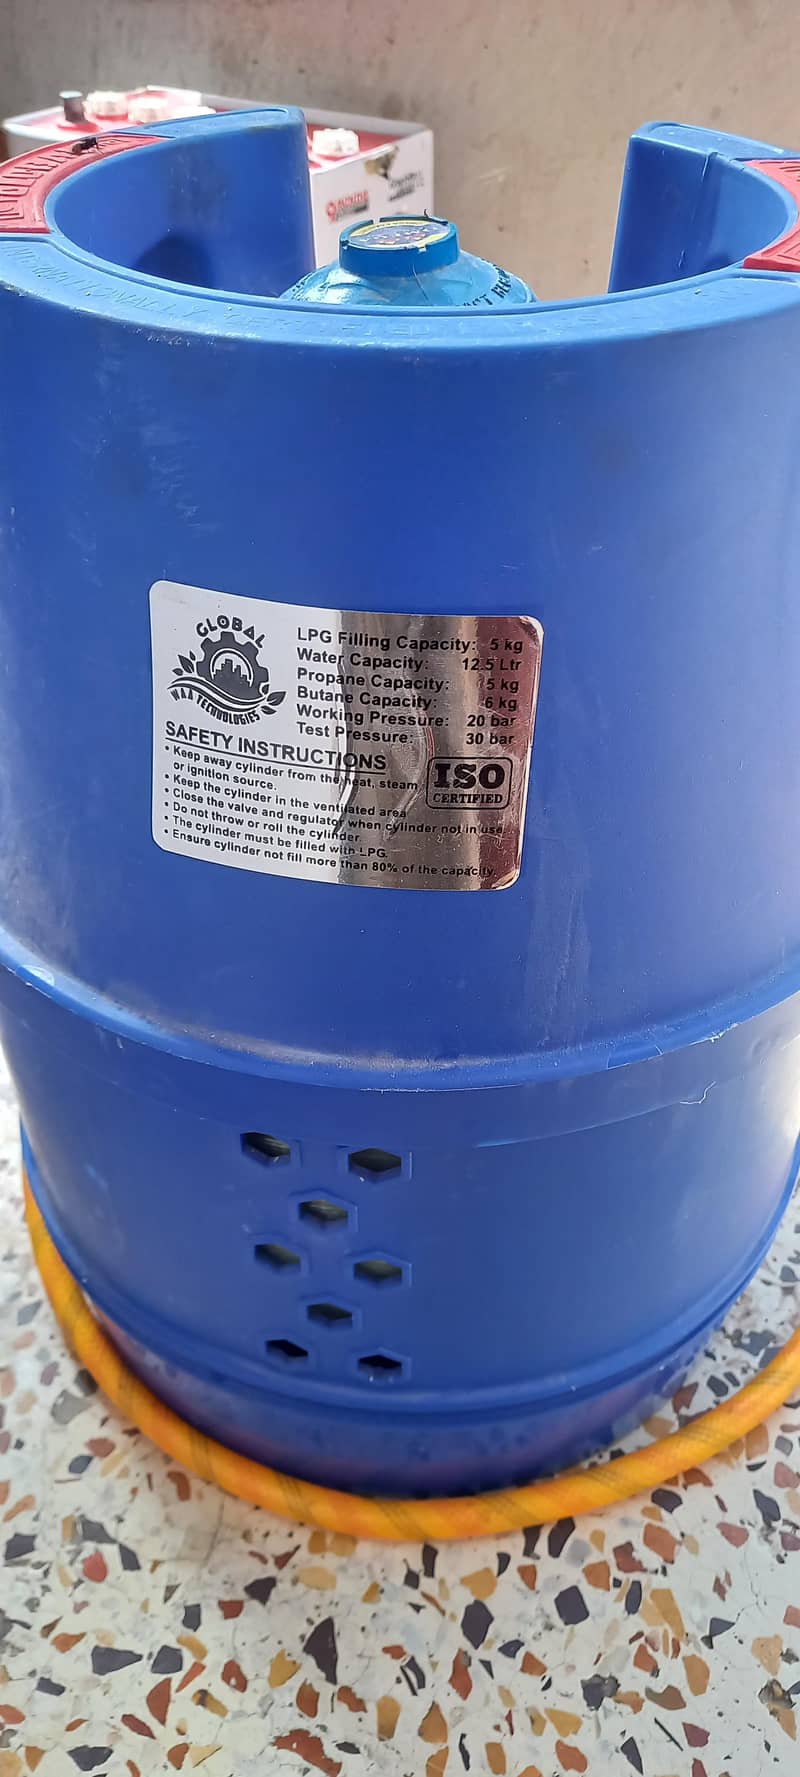 GLOBAL
WAA TECHNOLOGIES
LPG Filling Capacity: 5 kg
Water Capacity: 12.5 Ltr
Propane Capacity: 5 kg
Butane Capacity: 6 kg
Working Pressure: 20 bar
Test Pressure: 30 bar
SAFETY INSTRUCTIONS
• Keep away cylinder from the heat, steam
or ignition source.
• Keep the cylinder in the ventilated area
• Close the valve and regulator when cylinder not in use
• Do not throw or roll the cylinder.
• The cylinder must be filled with LPG.
• Ensure cylinder not fill more than 80% of the capacity.
ISO
CERTIFIED